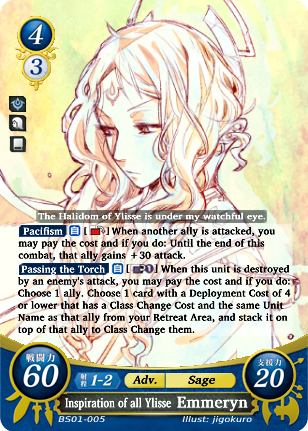 4
3
The Halidom of Ylisse is under my watchful eye.
Pacifism 自 [ ] When another ally is attacked, you
may pay the cost and if you do: Until the end of this
combat, that ally gains +30 attack.
Passing the Torch 自 [ 1] When this unit is destroyed
by an enemy's attack, you may pay the cost and if you do:
Choose 1 ally. Choose 1 card with a Deployment Cost of 4
or lower that has a Class Change Cost and the same Unit
Name as that ally from your Retreat Area, and stack it on
top of that ally to Class Change them.
戦闘力 支援力
60 射程 1-2 Adv. Sage 20
Inspiration of all Ylisse Emmeryn
BS01-005 Illust: jigokuro